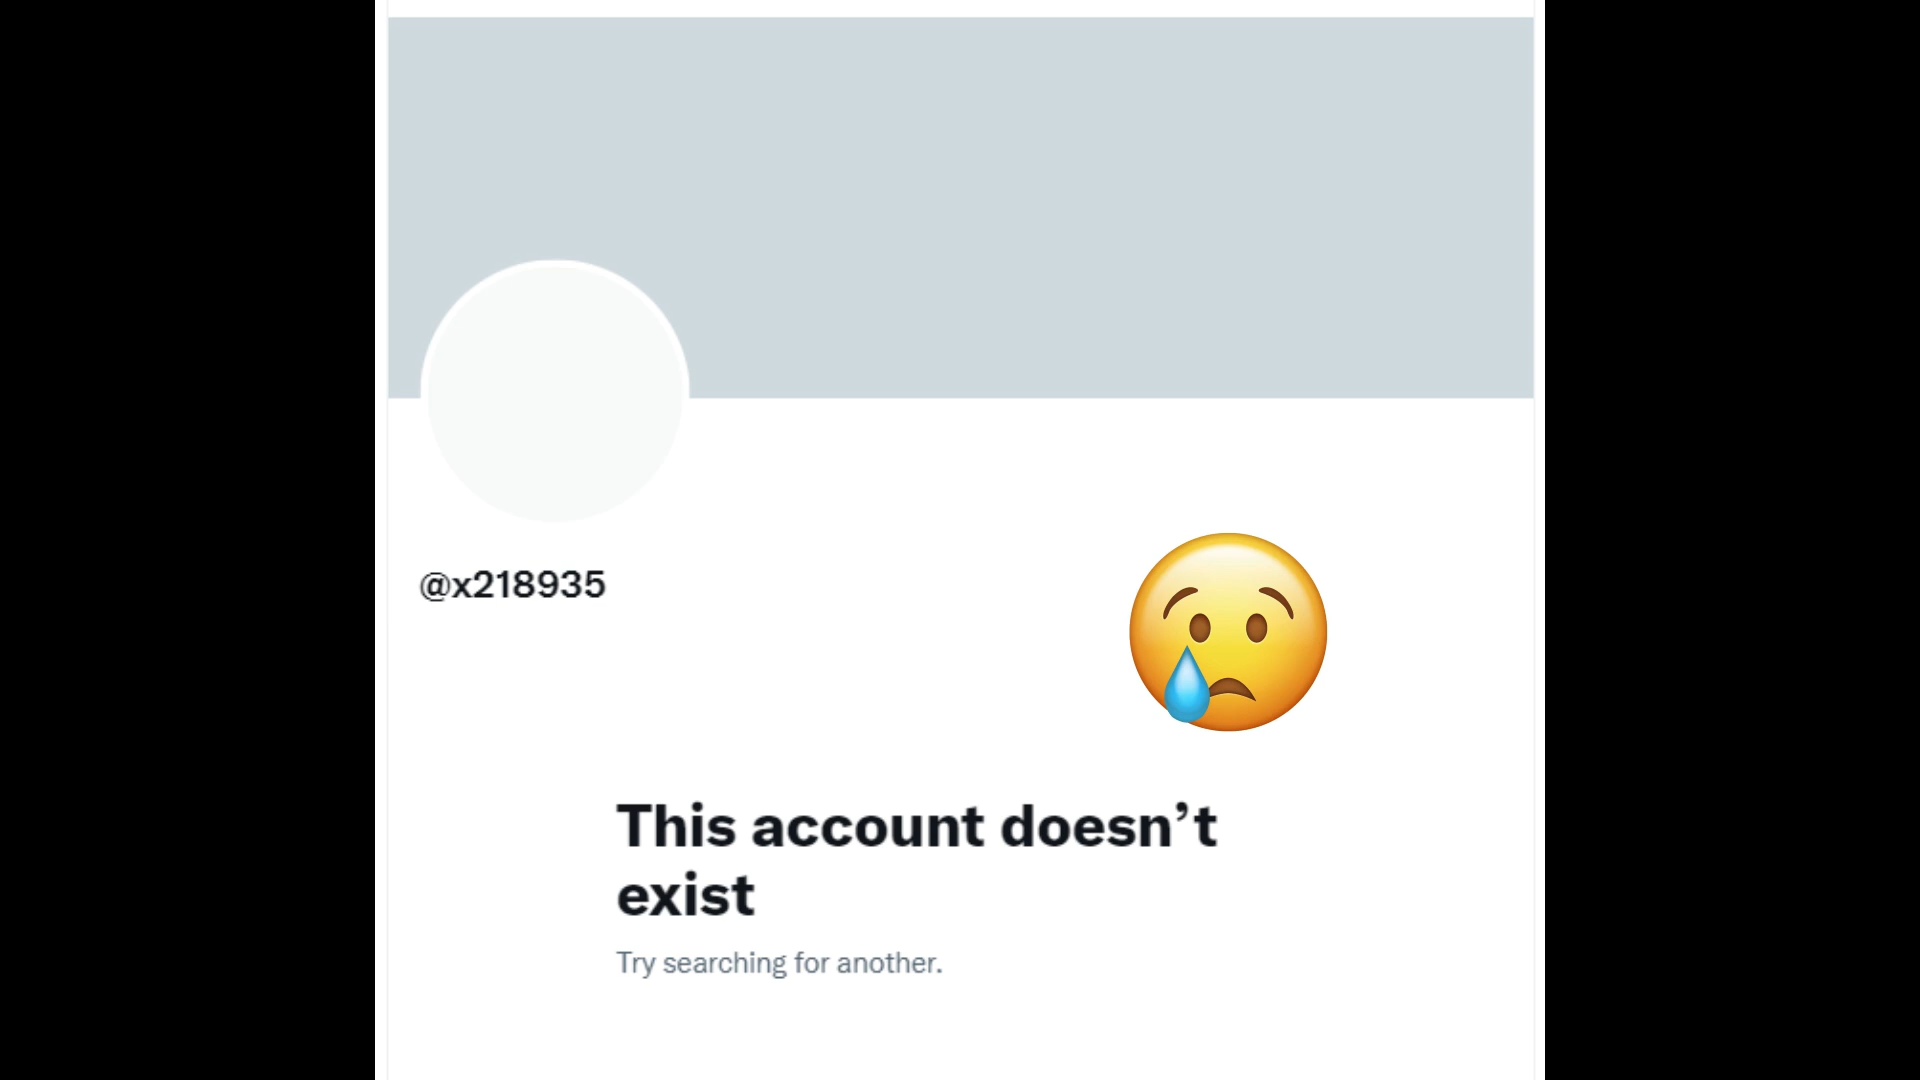 @x218935
This account doesn’t
exist
Try searching for another.